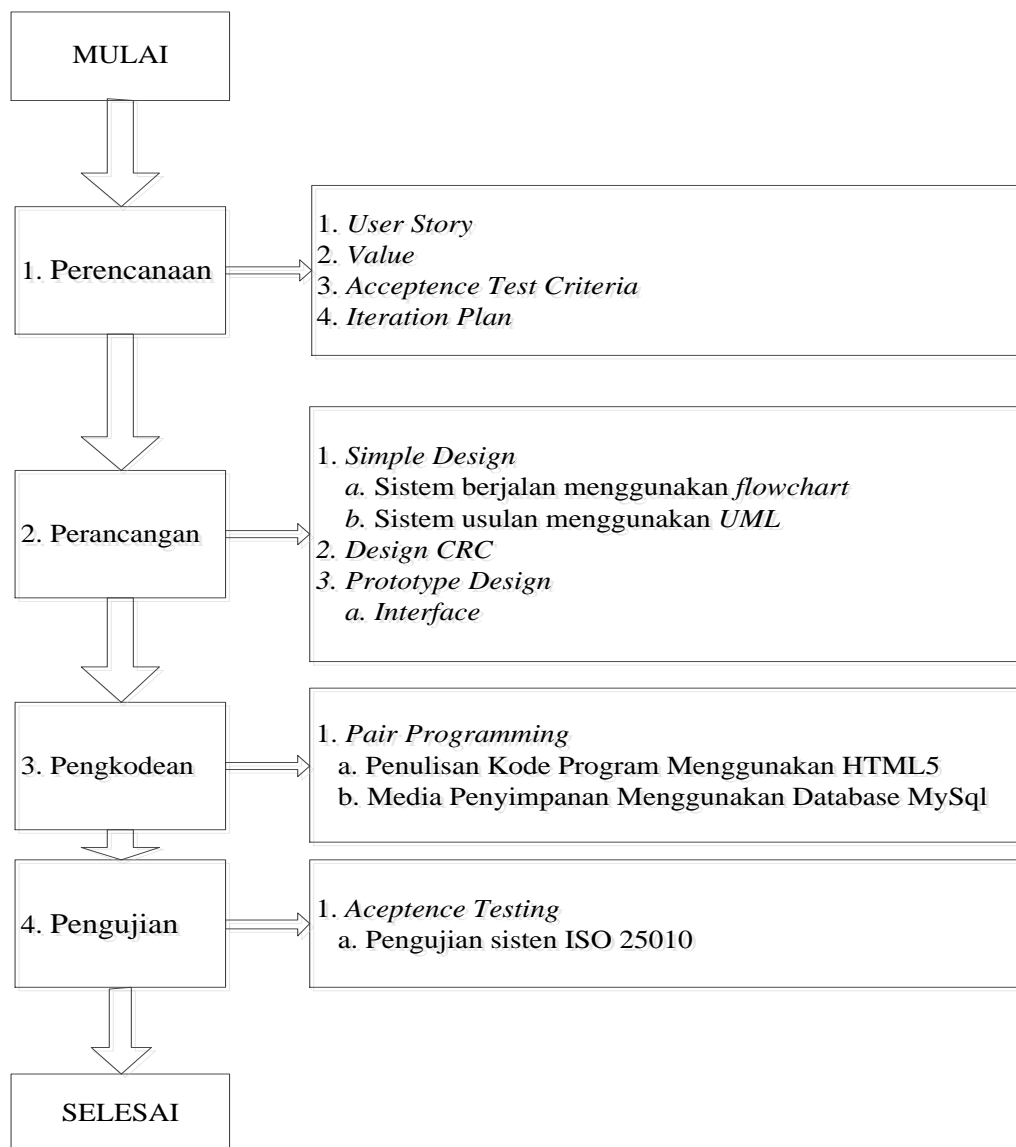 MULAI
1. Perencanaan
1. User Story
2. Value
3. Acceptence Test Criteria
4. Iteration Plan
2. Perancangan
1. Simple Design
a. Sistem berjalan menggunakan flowchart
b. Sistem usulan menggunakan UML
2. Design CRC
3. Prototype Design
a. Interface
3. Pengkodean
1. Pair Programming
a. Penulisan Kode Program Menggunakan HTML5
b. Media Penyimpanan Menggunakan Database MySql
4. Pengujian
1. Aceptence Testing
a. Pengujian sisten ISO 25010
SELESAI